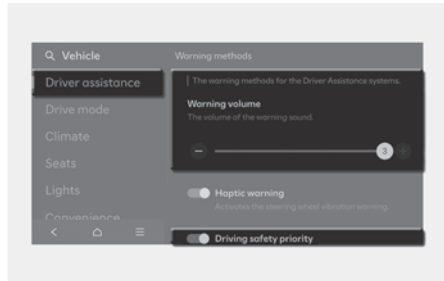 Vehicle
Warning methods
Driver assistance
Drive mode
Climate
Seats
Lights
Convenience
The warning methods for the Driver Assistance systems.
Warning volume
The volume of the warning sound.
3
Haptic warning
Activates the steering wheel vibration warning.
Driving safety priority